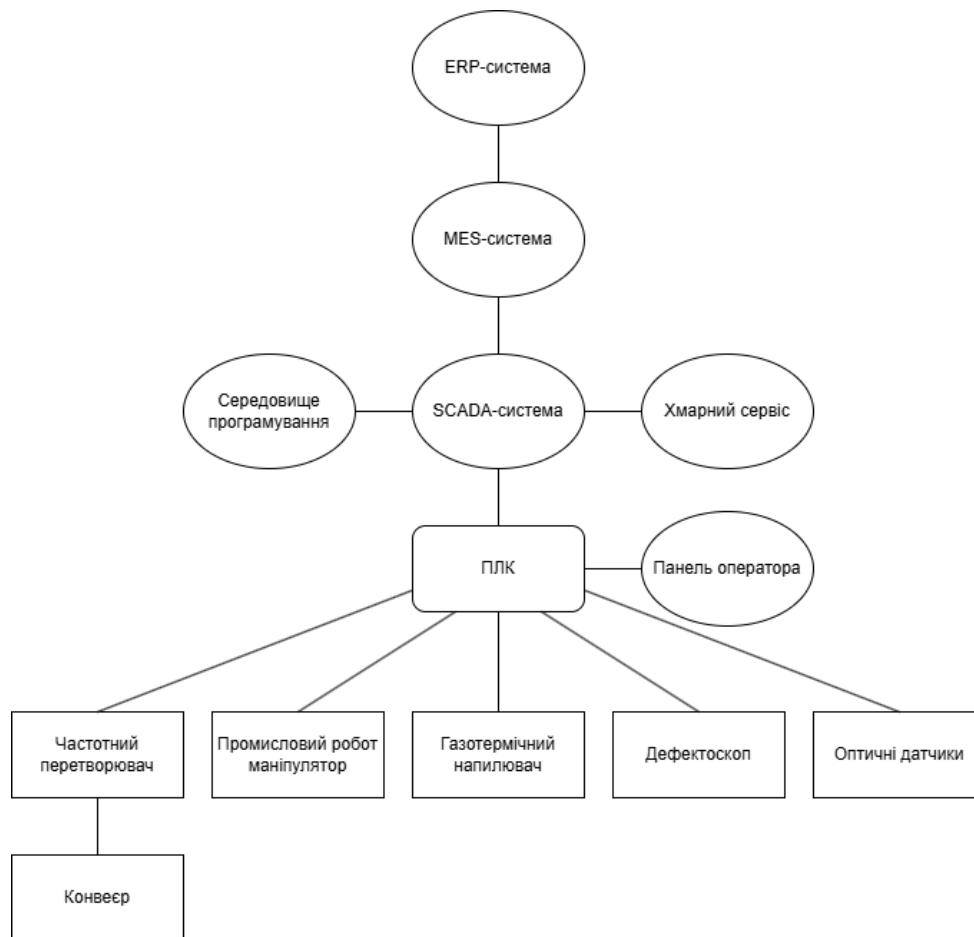 ERP-система
MES-система
Середовище
програмування
SCADA-система
Хмарний сервіс
ПЛК
Панель оператора
Частотний
перетворювач
Промисловий робот
маніпулятор
Газотермічний
напилювач
Дефектоскоп
Оптичні датчики
Конвеєр